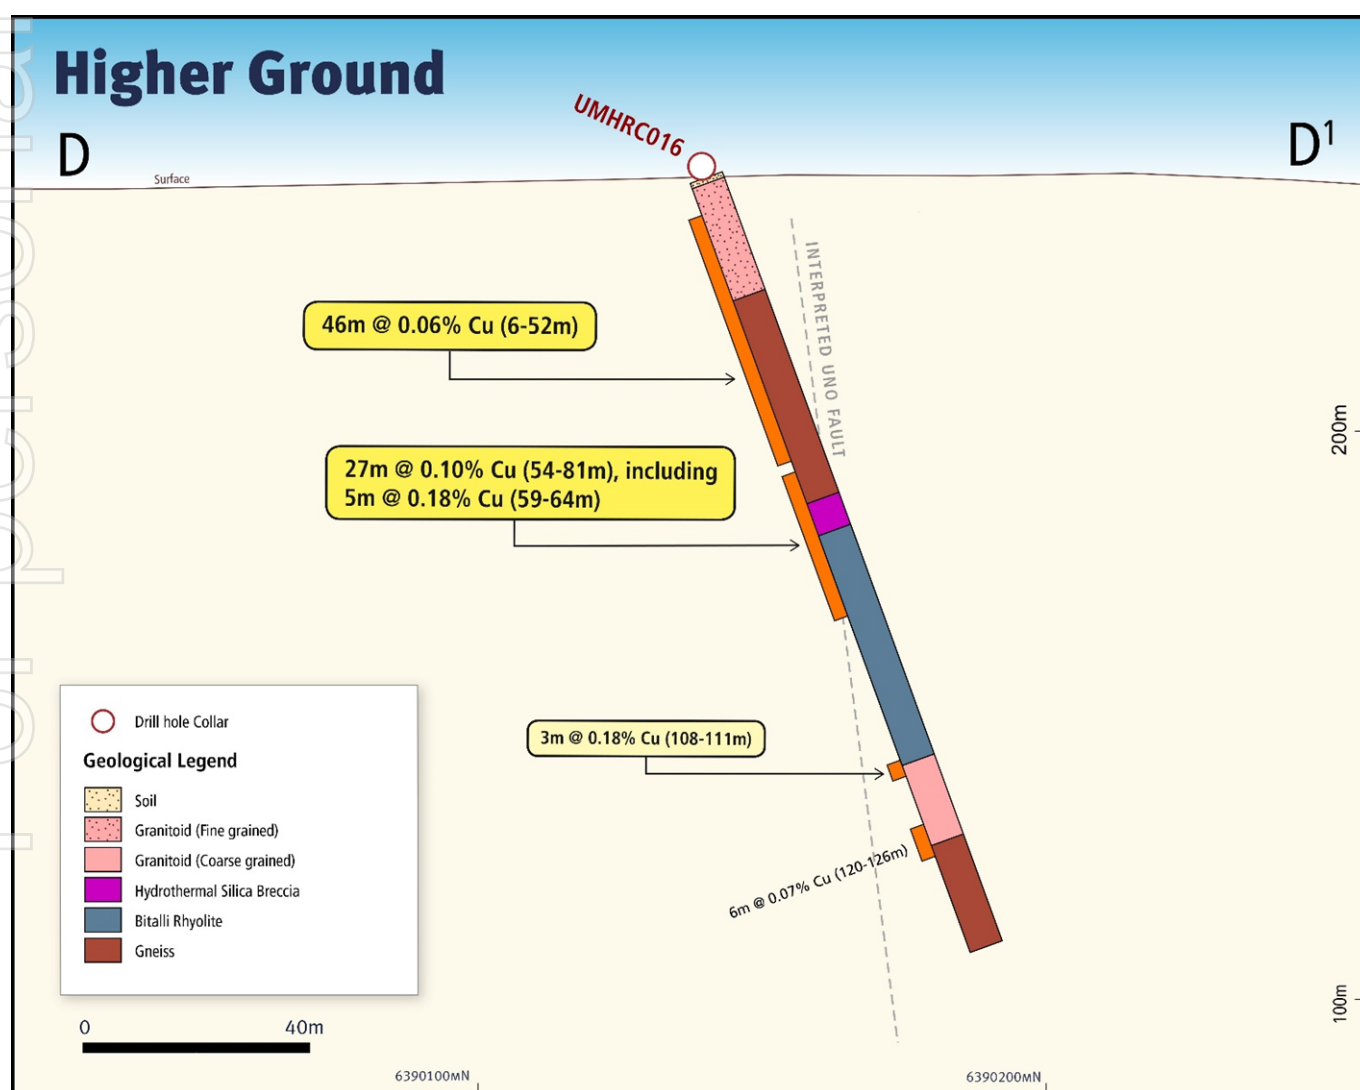 Higher Ground
D
D¹
UMHRC016
Surface
INTERPRETED UNO FAULT
46m @ 0.06% Cu (6-52m)
200m
27m @ 0.10% Cu (54-81m), including
5m @ 0.18% Cu (59-64m)
3m @ 0.18% Cu (108-111m)
6m @ 0.07% Cu (120-126m)
Drill hole Collar
Geological Legend
Soil
Granitoid (Fine grained)
Granitoid (Coarse grained)
Hydrothermal Silica Breccia
Bitalli Rhyolite
Gneiss
100m
0 40m
6390100mN
6390200mN